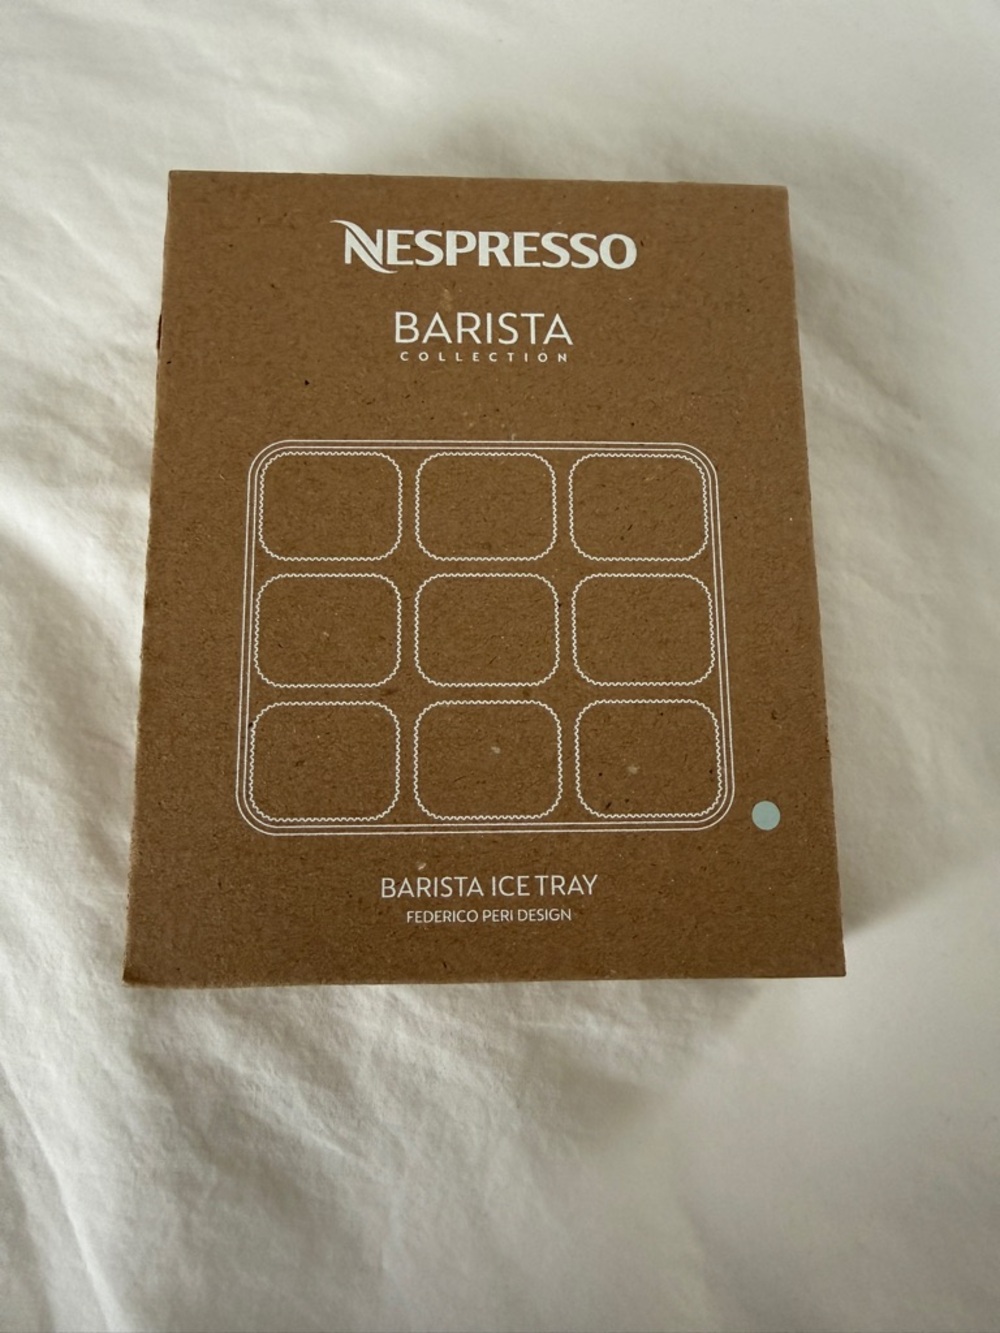 NESPRESSO
BARISTA
COLLECTION
BARISTA ICE TRAY
FEDERICO PERI DESIGN